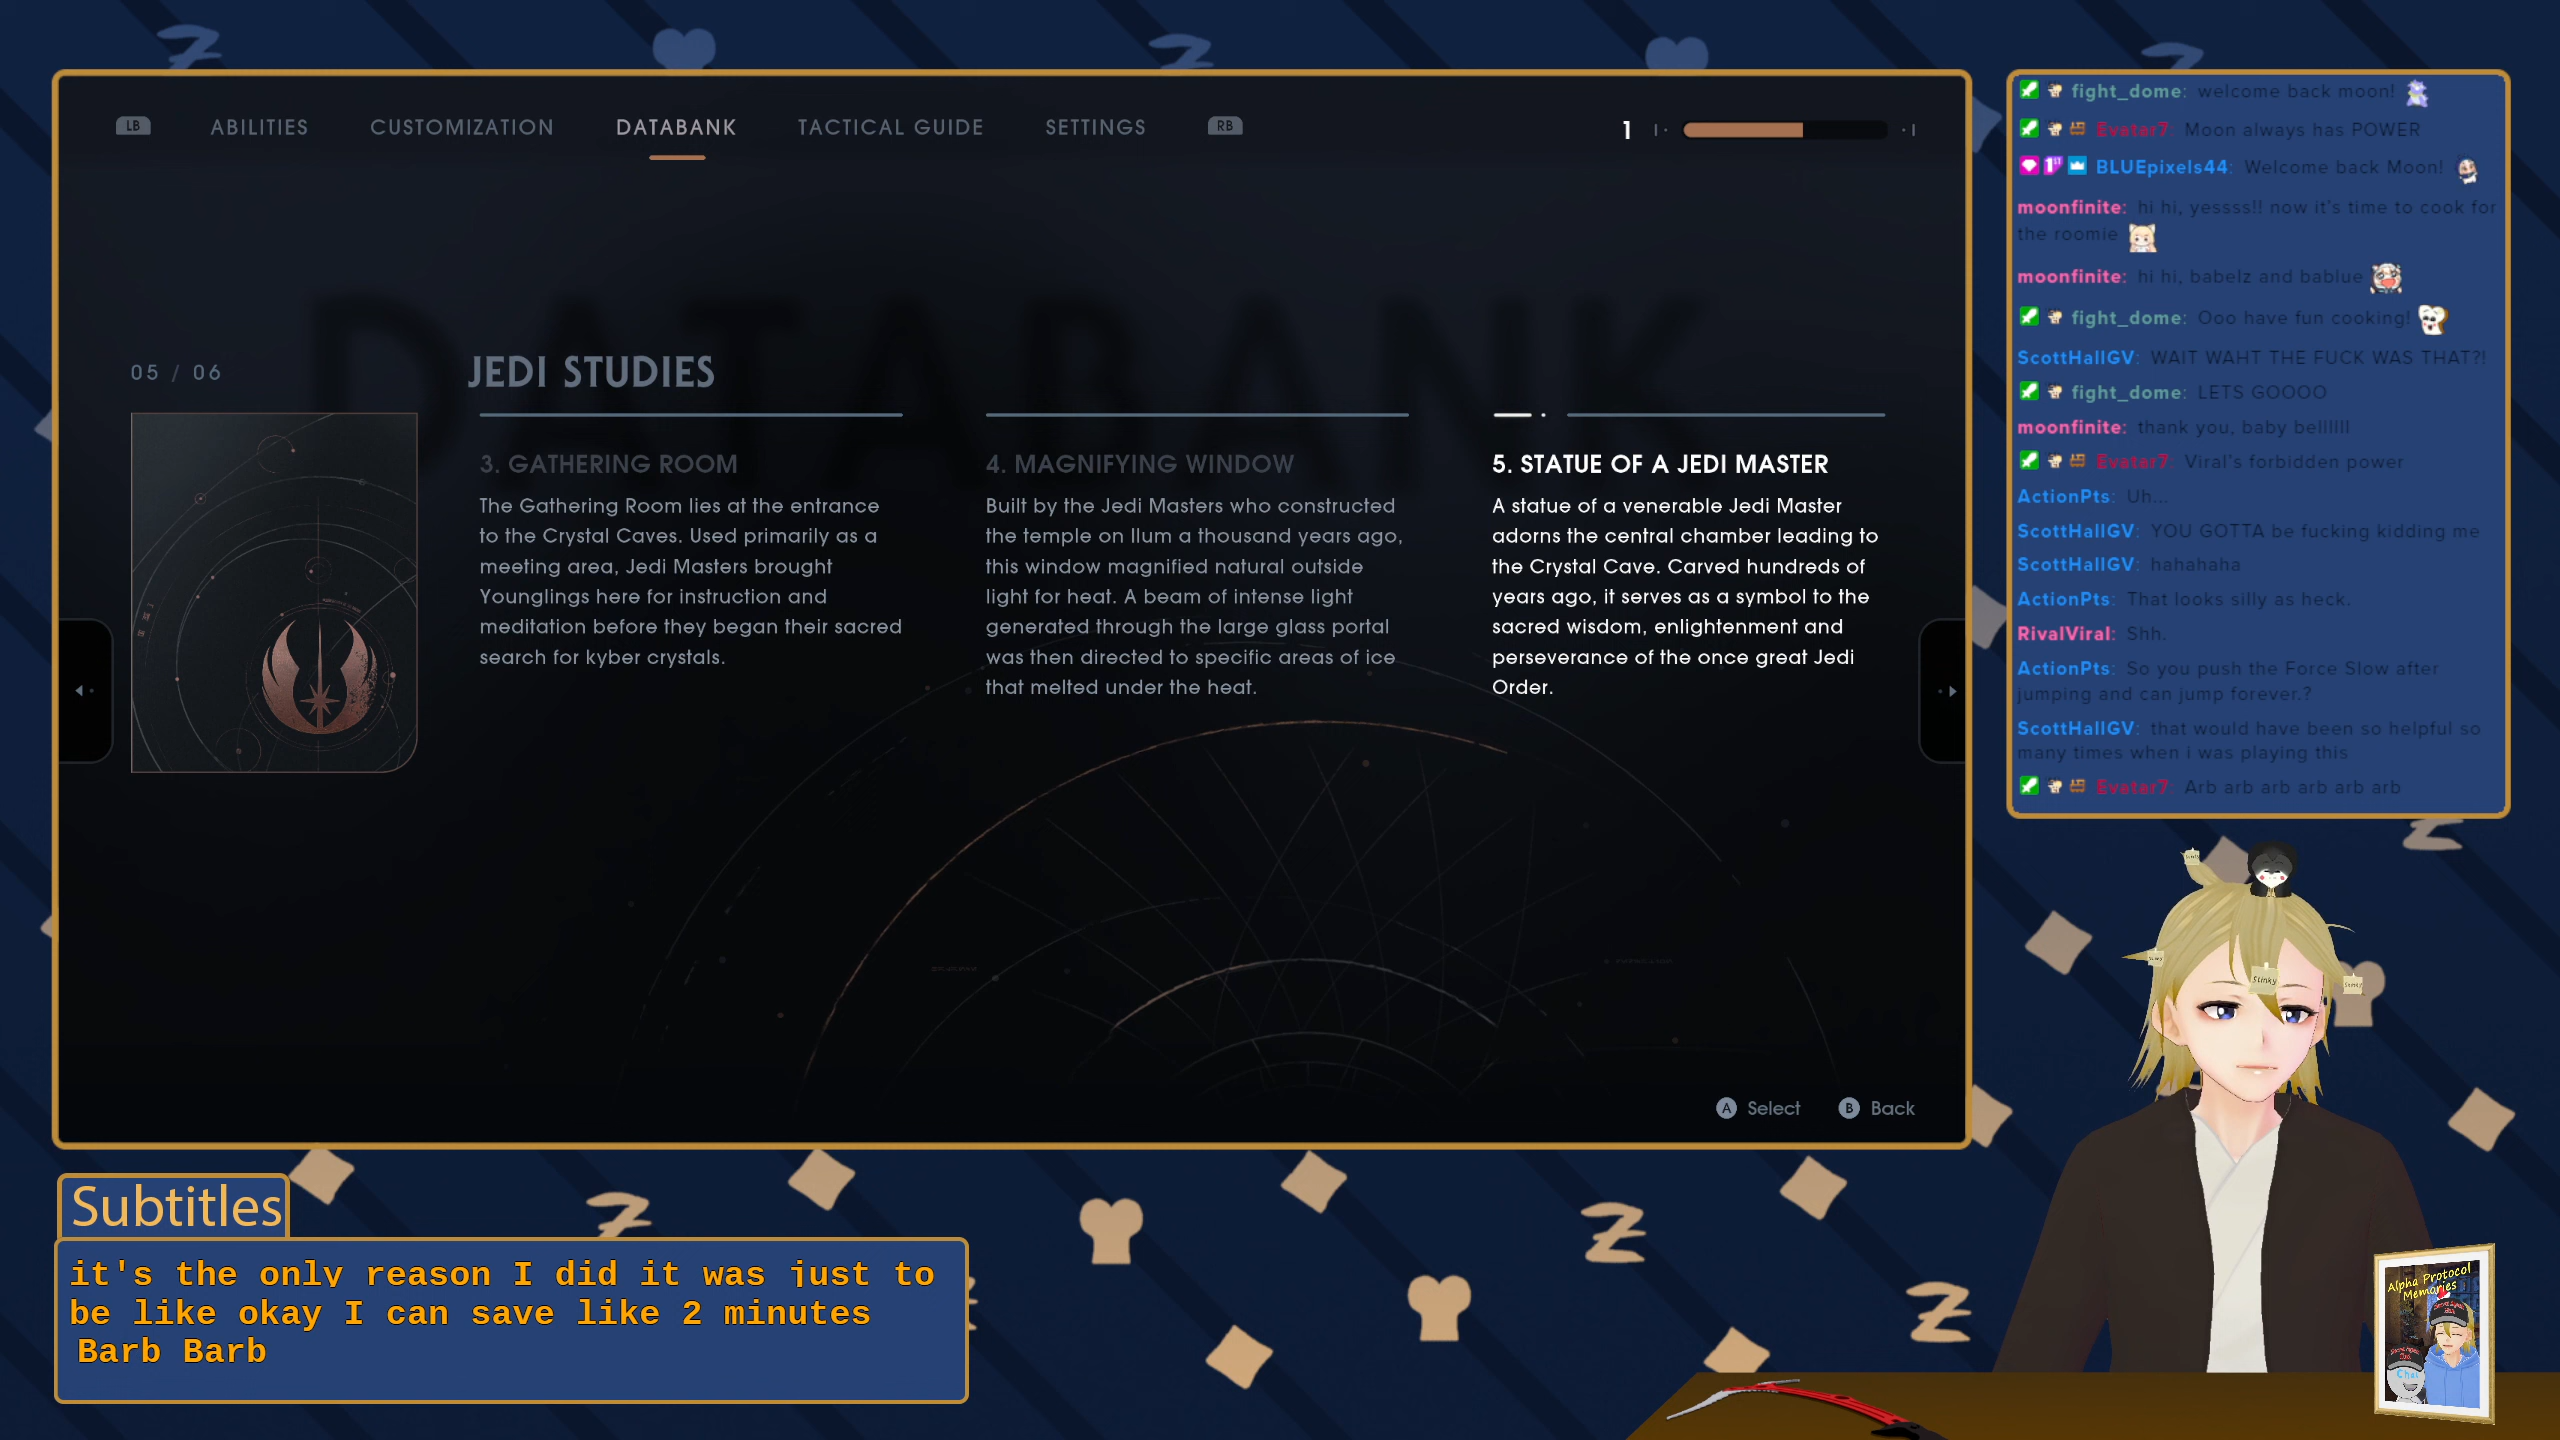 LB ABILITIES CUSTOMIZATION DATABANK TACTICAL GUIDE SETTINGS RB
1
DATABANK
05 / 06
JEDI STUDIES
3. GATHERING ROOM
The Gathering Room lies at the entrance
to the Crystal Caves. Used primarily as a
meeting area, Jedi Masters brought
Younglings here for instruction and
meditation before they began their sacred
search for kyber crystals.
4. MAGNIFYING WINDOW
Built by the Jedi Masters who constructed
the temple on Ilum a thousand years ago,
this window magnified natural outside
light for heat. A beam of intense light
generated through the large glass portal
was then directed to specific areas of ice
that melted under the heat.
5. STATUE OF A JEDI MASTER
A statue of a venerable Jedi Master
adorns the central chamber leading to
the Crystal Cave. Carved hundreds of
years ago, it serves as a symbol to the
sacred wisdom, enlightenment and
perseverance of the once great Jedi
Order.
A Select B Back
fight_dome: welcome back moon!
Evatar7: Moon always has POWER
BLUEpixels44: Welcome back Moon!
moonfinite: hi hi, yessss!! now it's time to cook for
the roomie
moonfinite: hi hi, babelz and bablue
fight_dome: Ooo have fun cooking!
ScottHallGV: WAIT WAHT THE FUCK WAS THAT?!
fight_dome: LETS GOOOO
moonfinite: thank you, baby bellllll
Evatar7: Viral's forbidden power
ActionPts: Uh...
ScottHallGV: YOU GOTTA be fucking kidding me
ScottHallGV: hahahaha
ActionPts: That looks silly as heck.
RivalViral: Shh.
ActionPts: So you push the Force Slow after
jumping and can jump forever.?
ScottHallGV: that would have been so helpful so
many times when i was playing this
Evatar7: Arb arb arb arb arb arb
Stinky
Alpha Protocol
Memories
Chat
Subtitles
it's the only reason I did it was just to
be like okay I can save like 2 minutes
Barb Barb